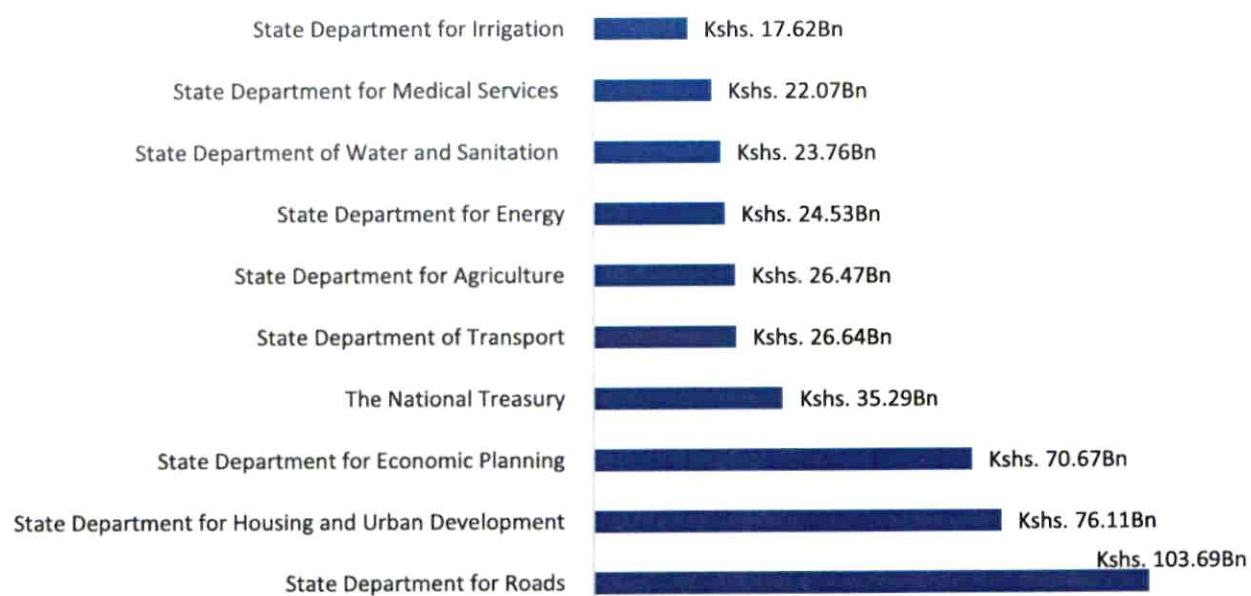 State Department for Irrigation Kshs. 17.62Bn
State Department for Medical Services Kshs. 22.07Bn
State Department of Water and Sanitation Kshs. 23.76Bn
State Department for Energy Kshs. 24.53Bn
State Department for Agriculture Kshs. 26.47Bn
State Department of Transport Kshs. 26.64Bn
The National Treasury Kshs. 35.29Bn
State Department for Economic Planning Kshs. 70.67Bn
State Department for Housing and Urban Development Kshs. 76.11Bn
State Department for Roads Kshs. 103.69Bn